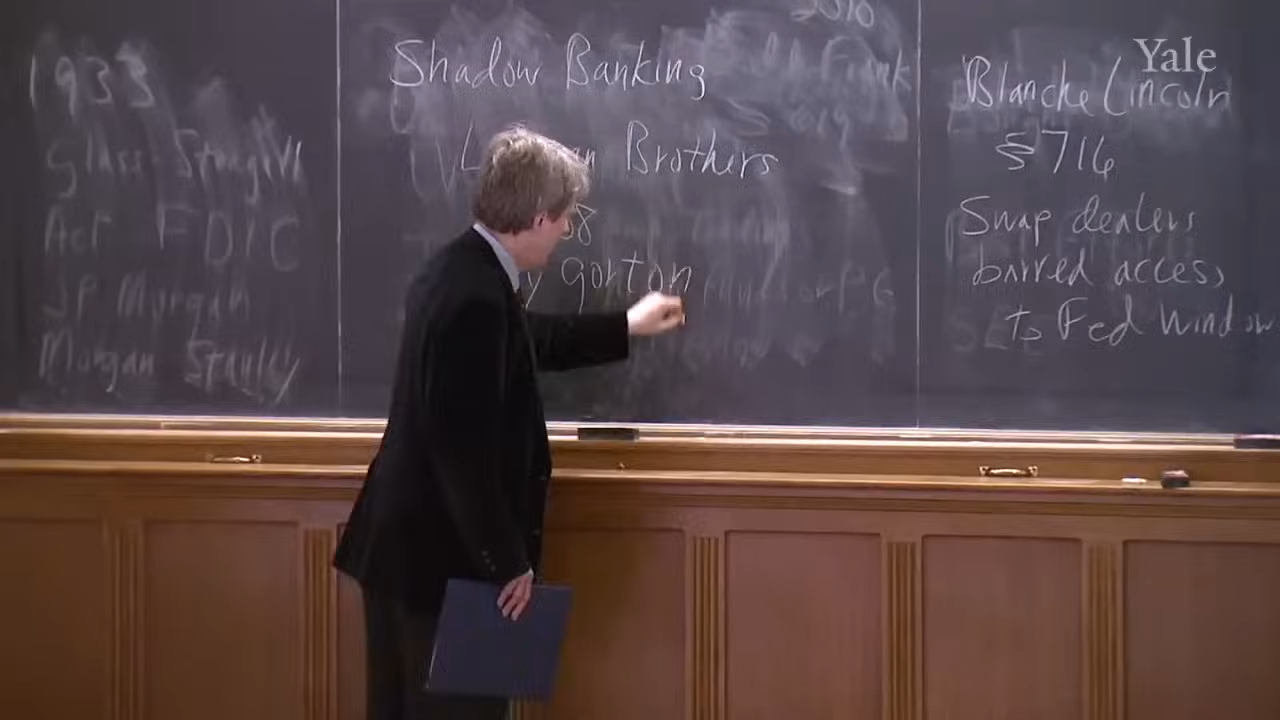 1933
Glass-Steagall
Act FDIC
JP Morgan
Morgan Stanley
2010
Shadow Banking
Brothers
Gorton
Yale
Blanche Lincoln
§716
Swap dealers
barred access
to Fed Window